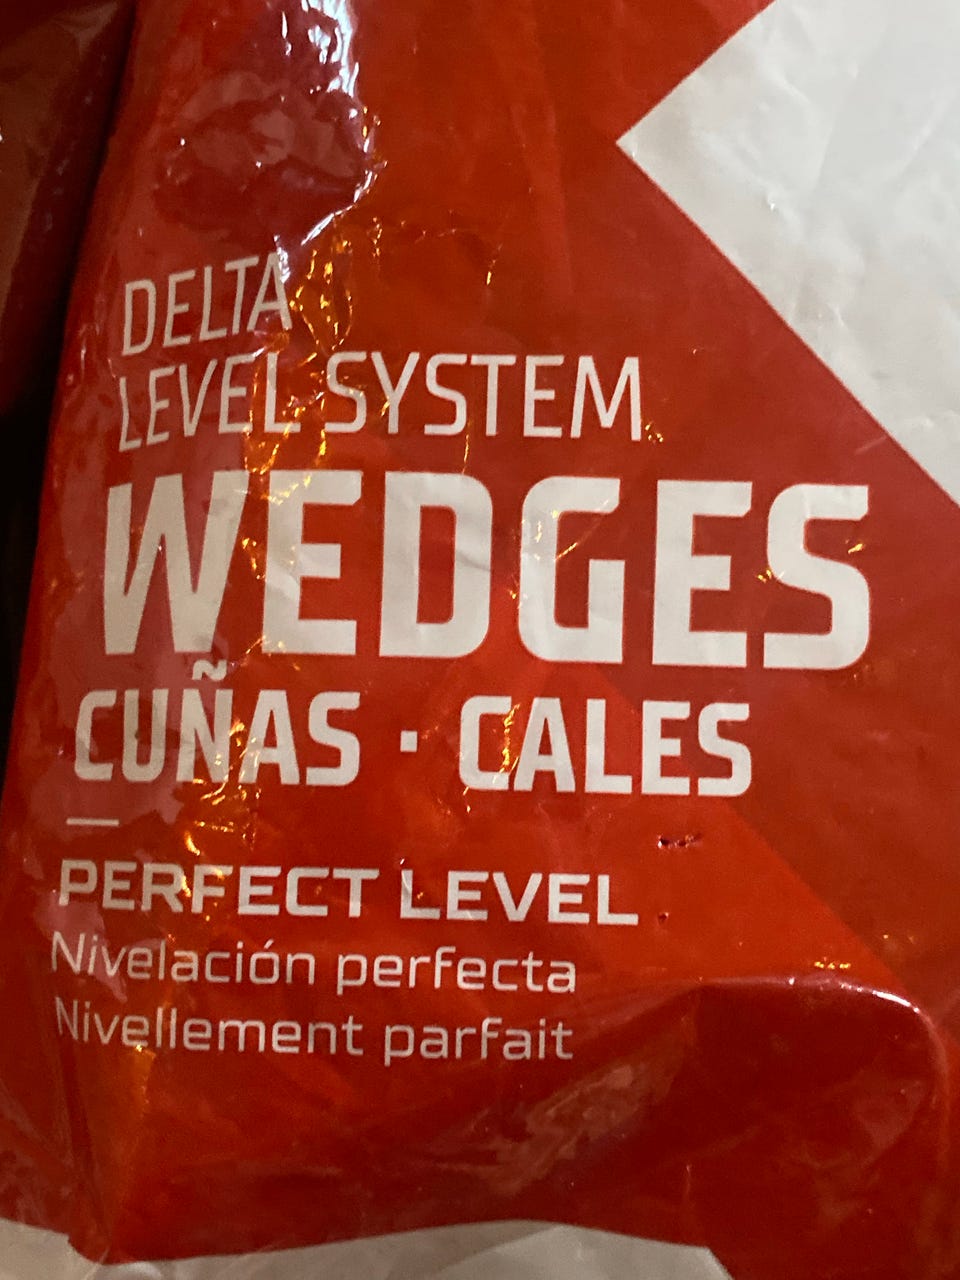 DELTA
LEVEL SYSTEM
WEDGES
CUÑAS · CALES
PERFECT LEVEL
Nivelación perfecta
Nivellement parfait